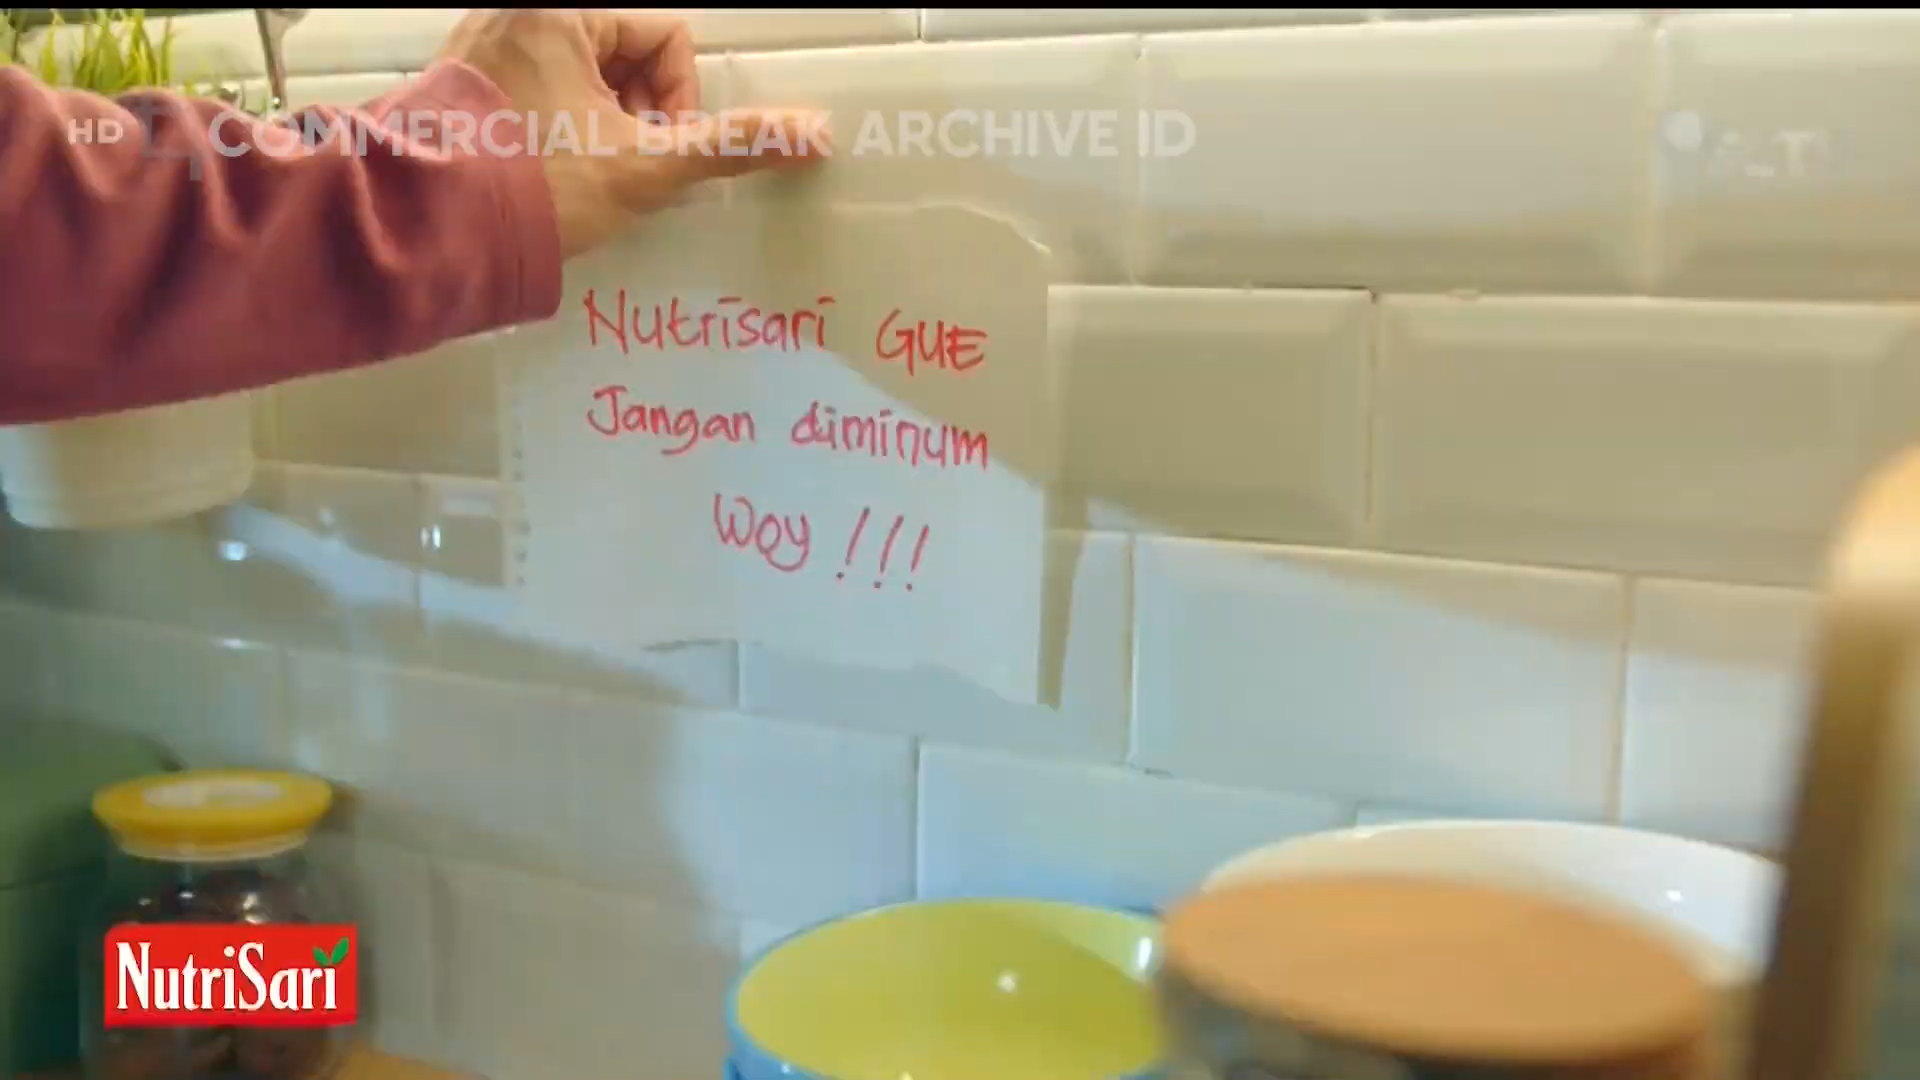 HD COMMERCIAL BREAK ARCHIVE ID
Nutrisari GUE
Jangan diminum
Woy !!!
NutriSari